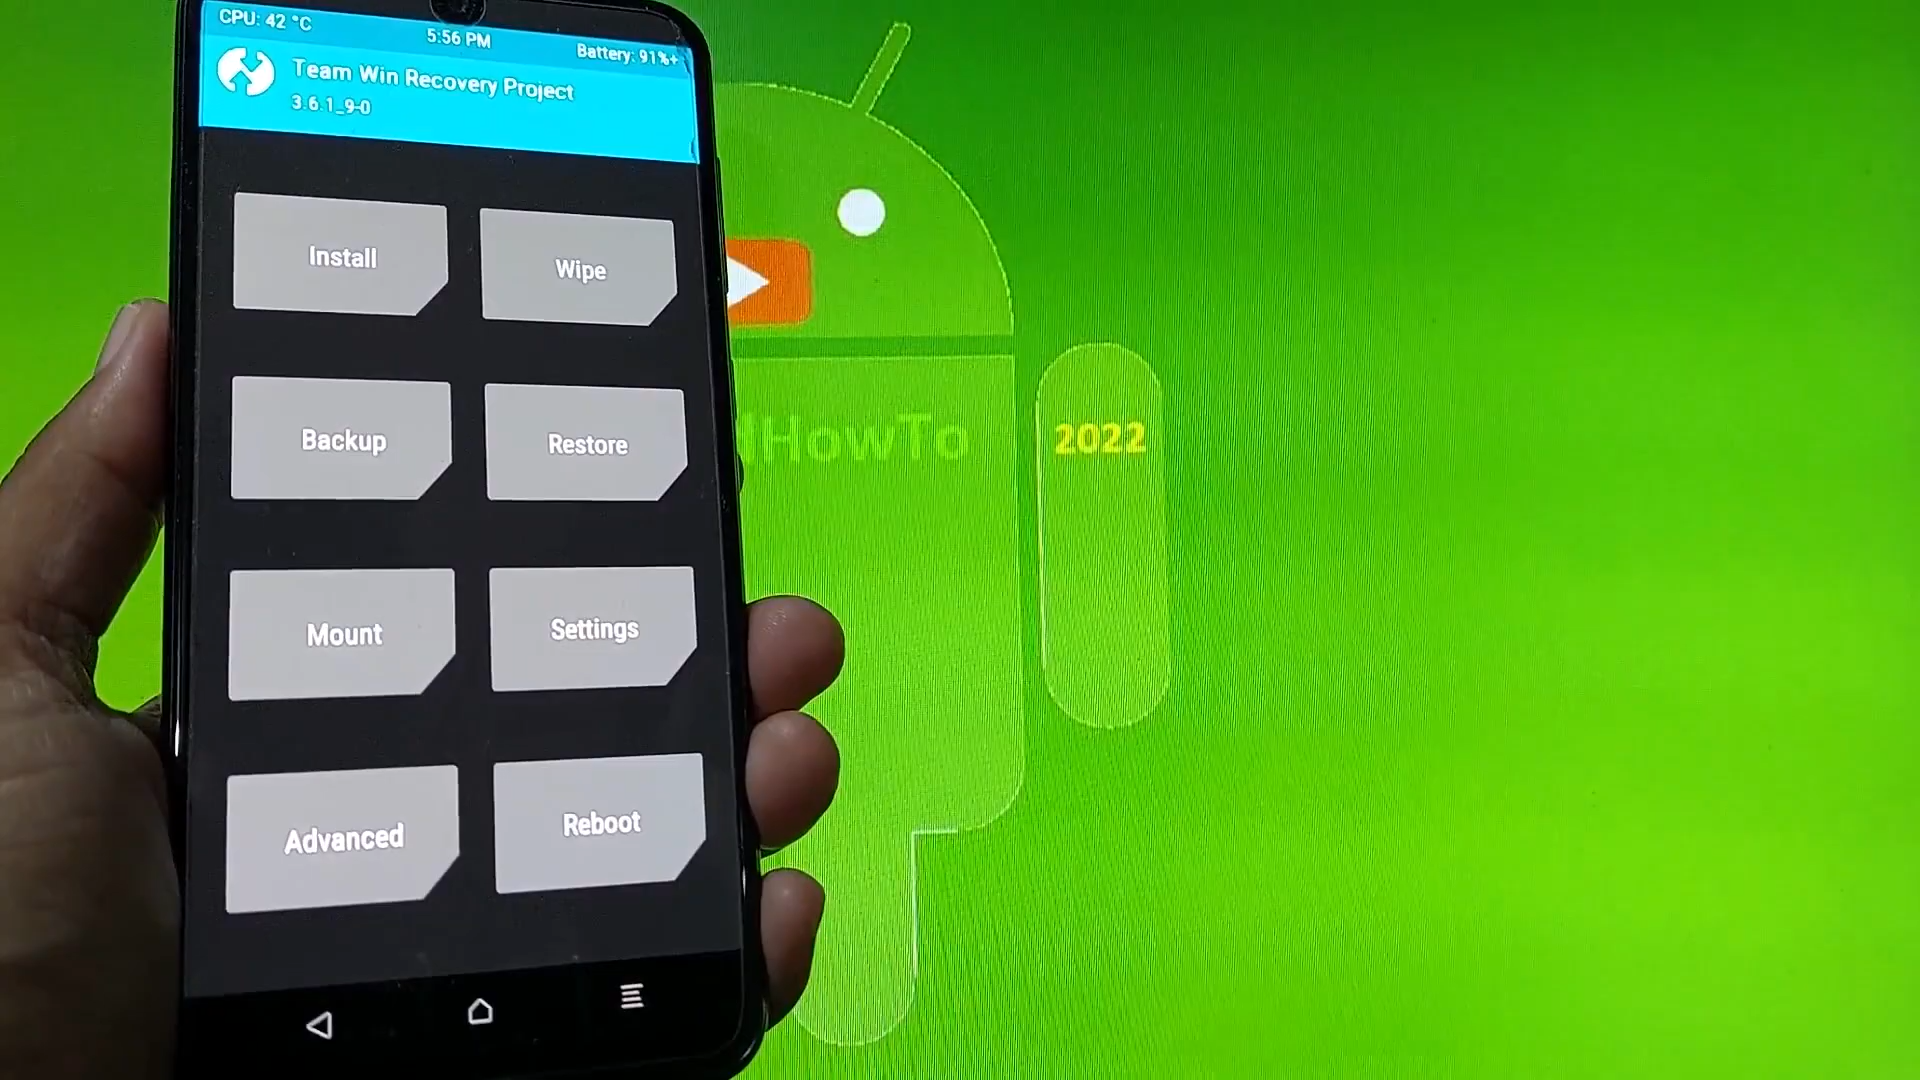 CPU: 42 °C
5:56 PM
Battery: 91%+
Team Win Recovery Project
3.6.1_9-0
Install
Wipe
Backup
Restore
Mount
Settings
Advanced
Reboot
HowTo
2022